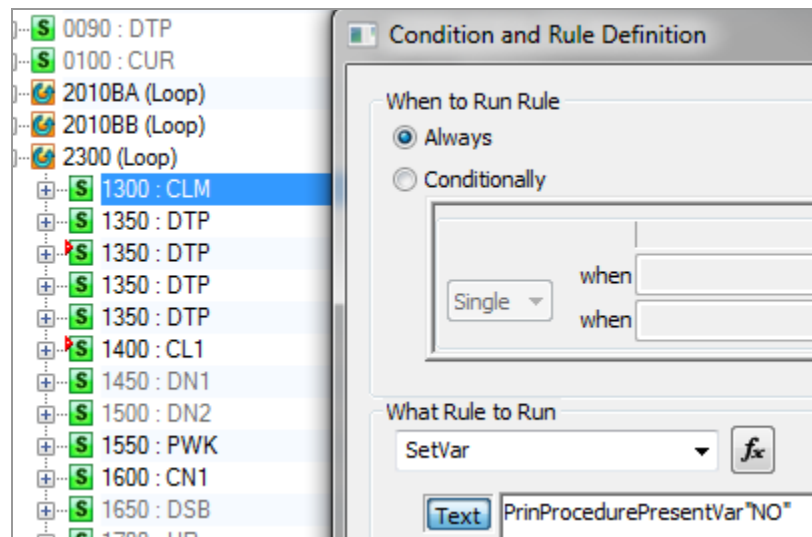 0090 : DTP
0100 : CUR
2010BA (Loop)
2010BB (Loop)
2300 (Loop)
1300 : CLM
1350 : DTP
1350 : DTP
1350 : DTP
1350 : DTP
1400 : CL1
1450 : DN1
1500 : DN2
1550 : PWK
1600 : CN1
1650 : DSB
Condition and Rule Definition
When to Run Rule
Always
Conditionally
Single
when
when
What Rule to Run
SetVar
fx
Text
PrinProcedurePresentVar"NO"